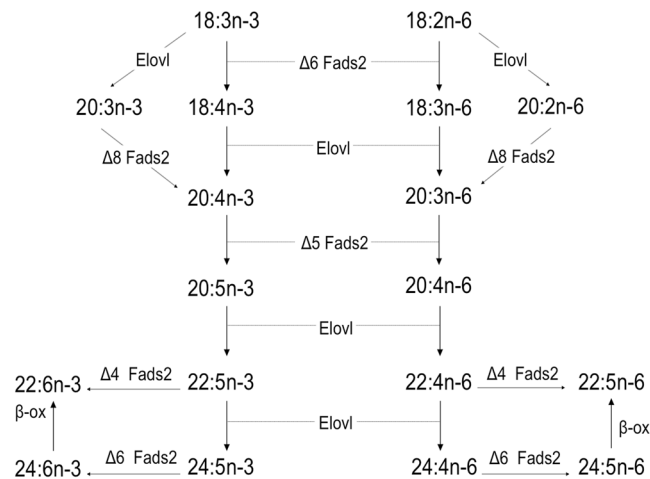 18:3n-3 18:2n-6
Elovl Δ6 Fads2 Elovl
20:3n-3 18:4n-3 18:3n-6 20:2n-6
Δ8 Fads2 Elovl Δ8 Fads2
20:4n-3 20:3n-6
Δ5 Fads2
20:5n-3 20:4n-6
Elovl
22:6n-3 Δ4 Fads2 22:5n-3 22:4n-6 Δ4 Fads2 22:5n-6
β-ox Elovl β-ox
24:6n-3 Δ6 Fads2 24:5n-3 24:4n-6 Δ6 Fads2 24:5n-6